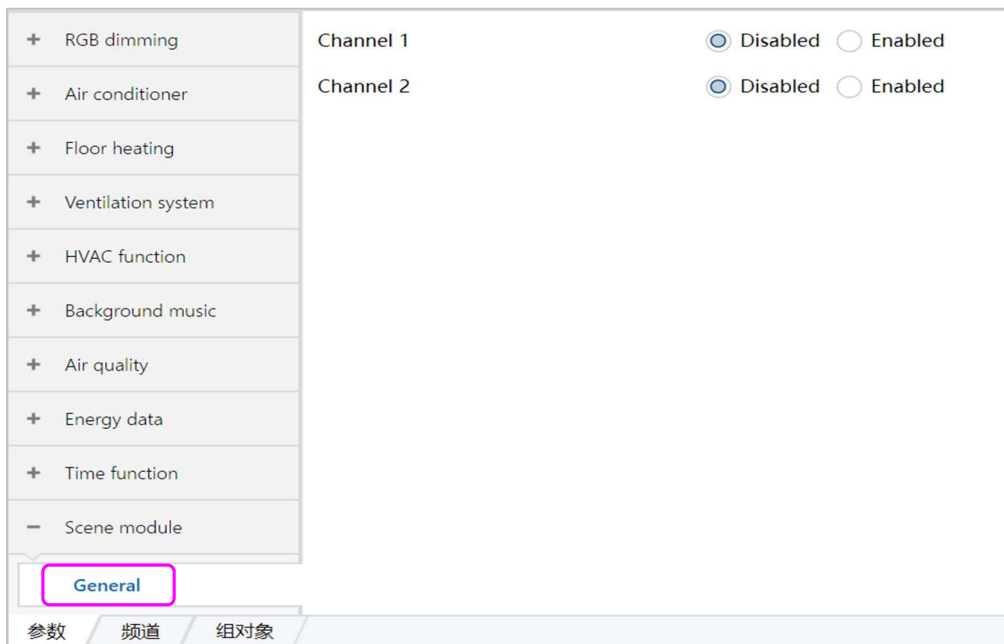 RGB dimming
Air conditioner
Floor heating
Ventilation system
HVAC function
Background music
Air quality
Energy data
Time function
Scene module
General
Channel 1 Disabled Enabled
Channel 2 Disabled Enabled
参数 频道 组对象